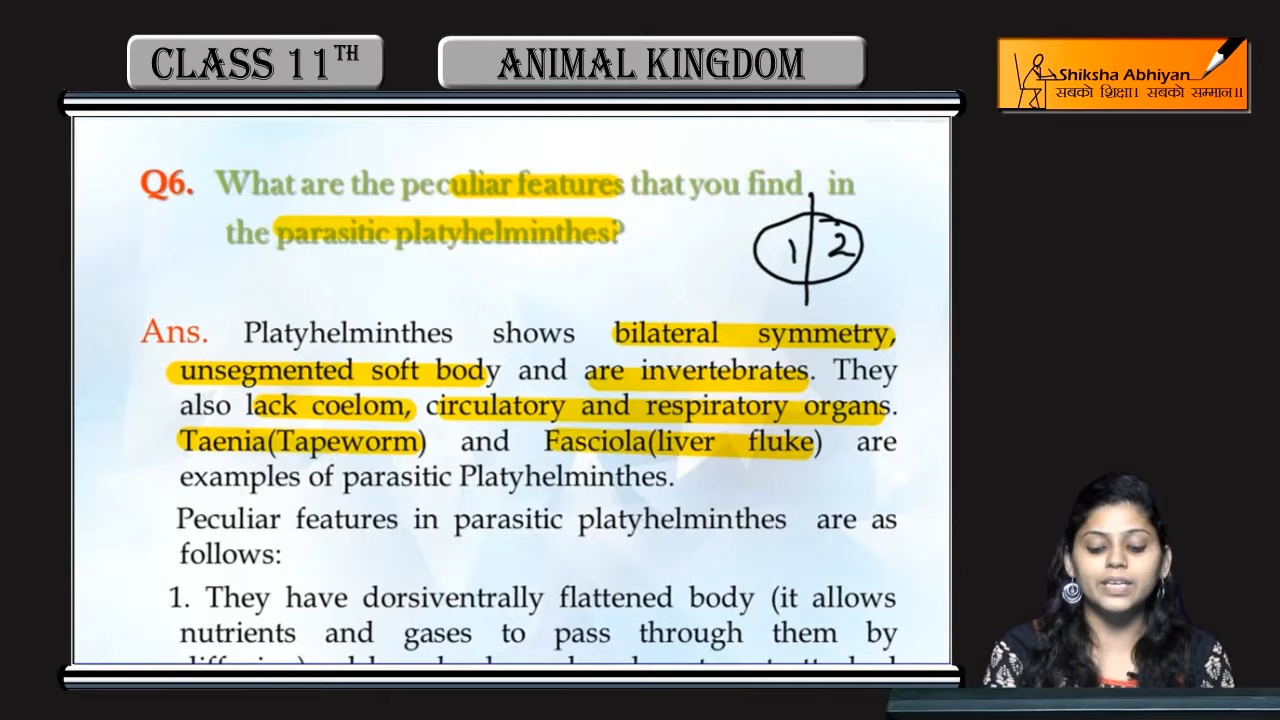 CLASS 11TH
ANIMAL KINGDOM
Shiksha Abhiyan
सबको शिक्षा। सबको सम्मान॥
Q6. What are the peculiar features that you find in
the parasitic platyhelminthes?
1 2
Ans. Platyhelminthes shows bilateral symmetry,
unsegmented soft body and are invertebrates. They
also lack coelom, circulatory and respiratory organs.
Taenia(Tapeworm) and Fasciola(liver fluke) are
examples of parasitic Platyhelminthes.
Peculiar features in parasitic platyhelminthes are as
follows:
1. They have dorsiventrally flattened body (it allows
nutrients and gases to pass through them by